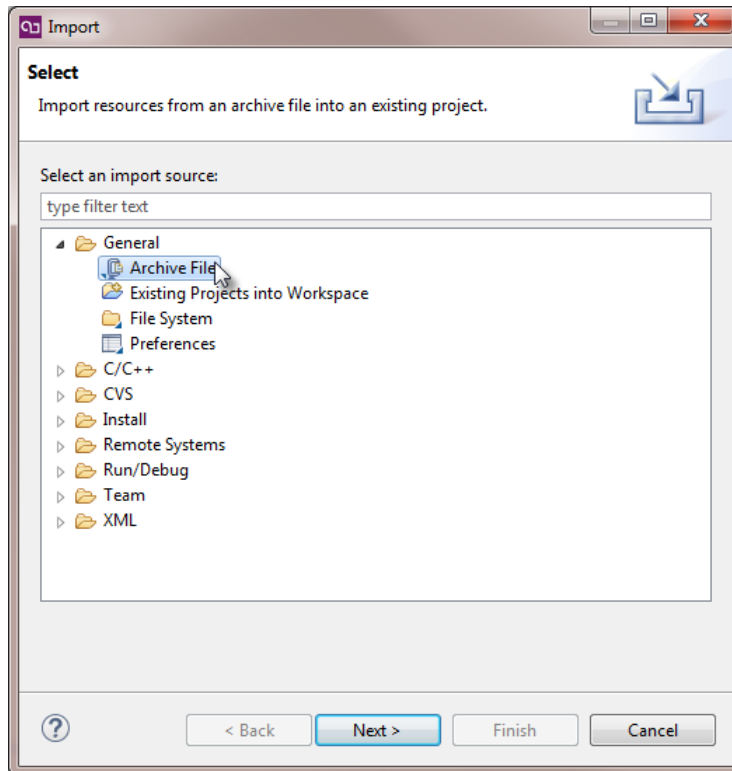 Import
Select
Import resources from an archive file into an existing project.
Select an import source:
type filter text
General
Archive File
Existing Projects into Workspace
File System
Preferences
C/C++
CVS
Install
Remote Systems
Run/Debug
Team
XML
? < Back Next > Finish Cancel